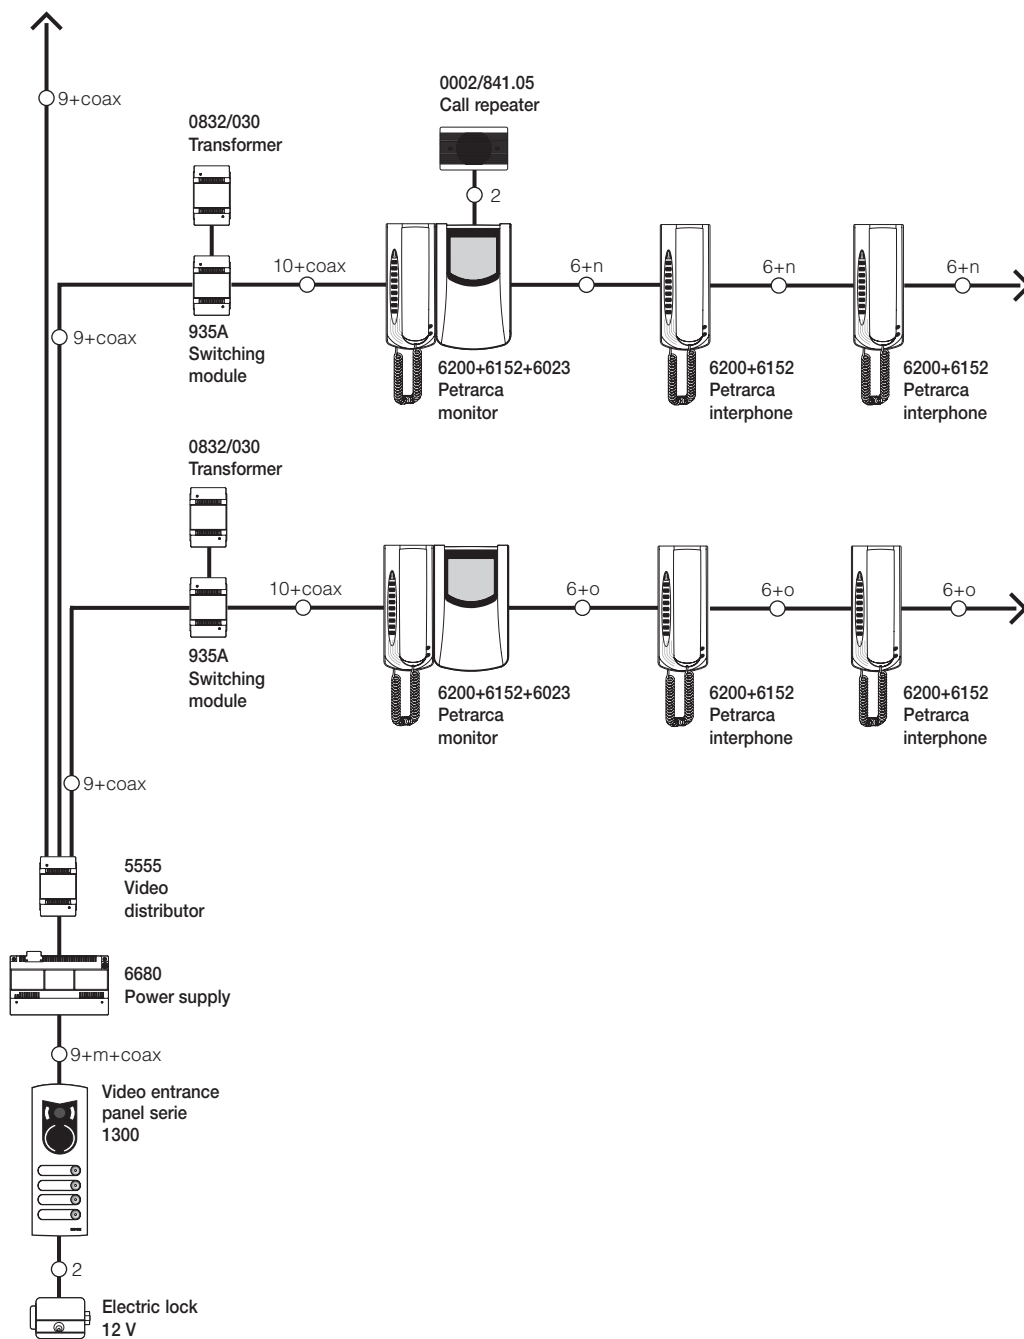 0002/841.05
Call repeater
9+coax
0832/030
Transformer
2
10+coax
6+n
6+n
6+n
9+coax
935A
Switching
module
6200+6152+6023
Petrarca
monitor
6200+6152
Petrarca
interphone
6200+6152
Petrarca
interphone
0832/030
Transformer
10+coax
6+o
6+o
6+o
935A
Switching
module
6200+6152+6023
Petrarca
monitor
6200+6152
Petrarca
interphone
6200+6152
Petrarca
interphone
9+coax
5555
Video
distributor
6680
Power supply
9+m+coax
Video entrance
panel serie
1300
2
Electric lock
12 V